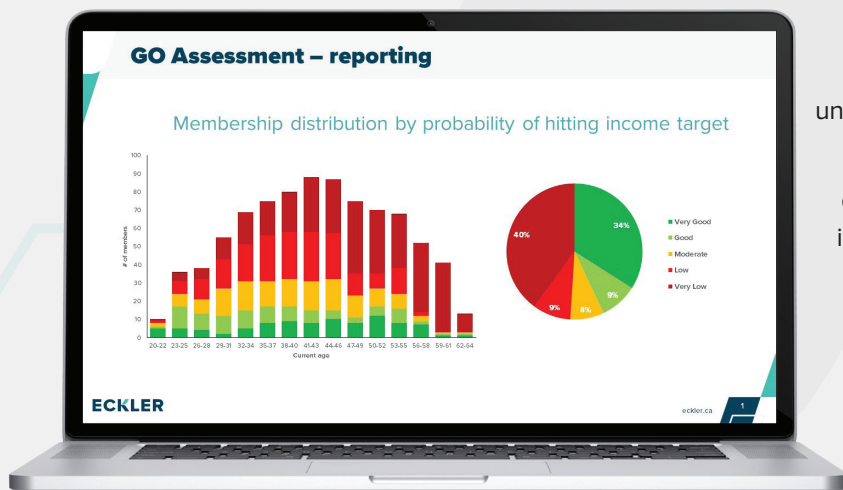 GO Assessment – reporting
Membership distribution by probability of hitting income target
100
90
80
70
60
50
40
30
20
10
0
# of members
20-22 23-25 26-28 29-31 32-34 35-37 38-40 41-43 44-46 47-49 50-52 53-55 56-58 59-61 62-64
Current age
34%
9%
8%
9%
40%
Very Good
Good
Moderate
Low
Very Low
ECKLER
eckler.ca
1
un
i